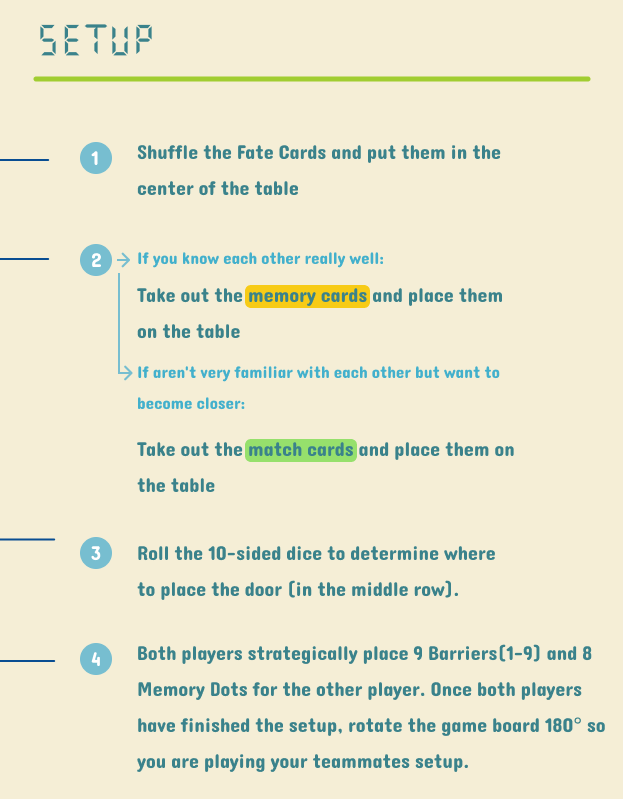 SETUP
1 Shuffle the Fate Cards and put them in the
center of the table
2 If you know each other really well:
Take out the memory cards and place them
on the table
If aren't very familiar with each other but want to
become closer:
Take out the match cards and place them on
the table
3 Roll the 10-sided dice to determine where
to place the door (in the middle row).
4 Both players strategically place 9 Barriers(1-9) and 8
Memory Dots for the other player. Once both players
have finished the setup, rotate the game board 180° so
you are playing your teammates setup.